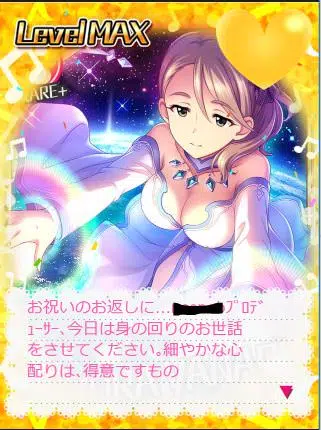 Level MAX
RARE+
お祝いのお返しに…ﾌﾟﾛﾃﾞ
ｭｰｻｰ、今日は身の回りのお世話
をさせてください。細やかな心
配りは、得意ですもの